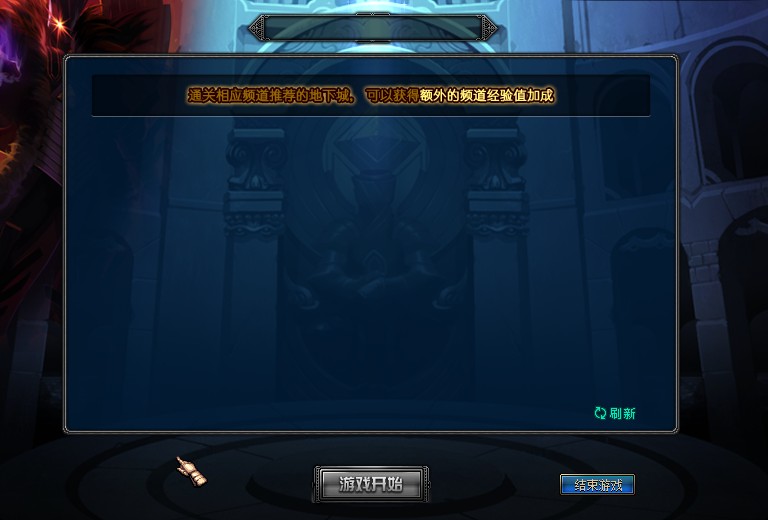 通关相应频道推荐的地下城，可以获得额外的频道经验值加成
刷新
游戏开始
结束游戏